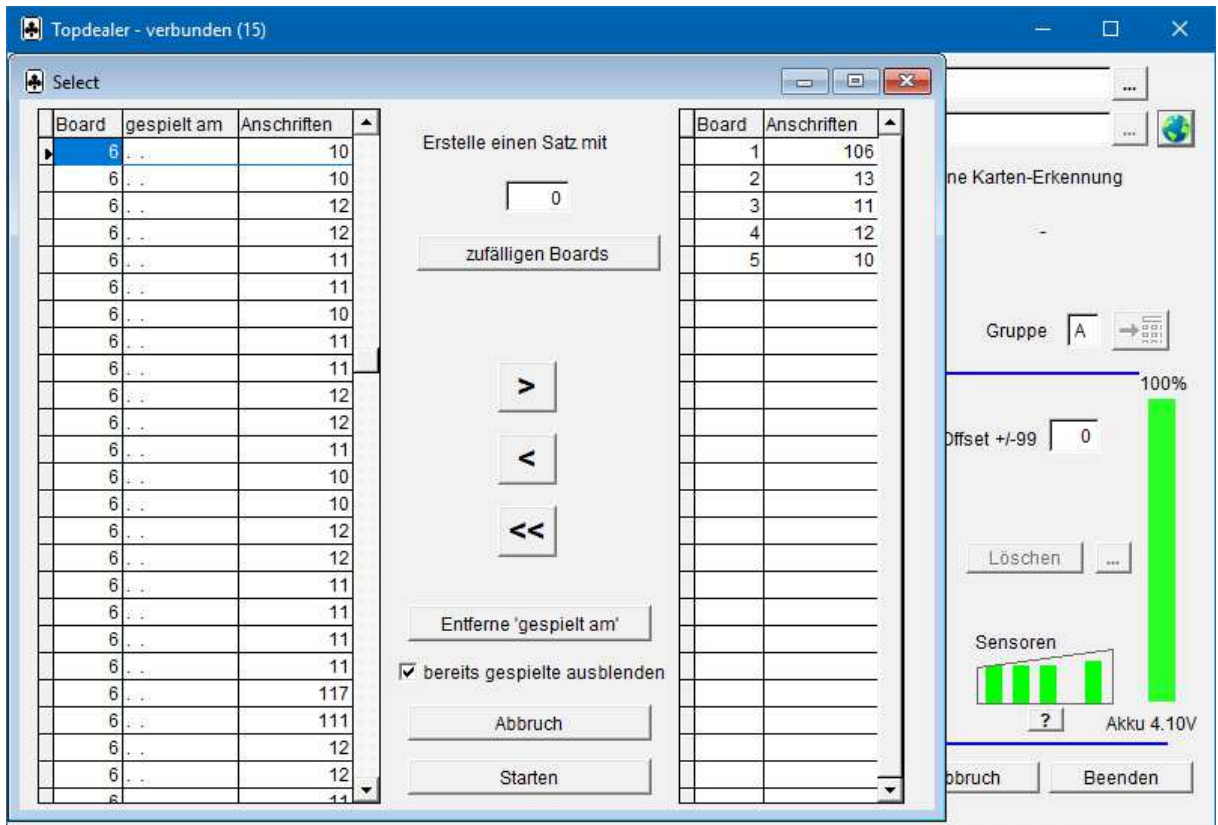 Topdealer - verbunden (15)
Select
Board gespielt am Anschriften
6 . . 10
6 . . 10
6 . . 12
6 . . 12
6 . . 11
6 . . 11
6 . . 10
6 . . 11
6 . . 11
6 . . 12
6 . . 12
6 . . 11
6 . . 10
6 . . 10
6 . . 12
6 . . 12
6 . . 11
6 . . 11
6 . . 11
6 . . 11
6 . . 117
6 . . 111
6 . . 12
6 . . 12
6 . . 11
Erstelle einen Satz mit
0
zufälligen Boards
>
<
<<
Entferne 'gespielt am'
bereits gespielte ausblenden
Abbruch
Starten
Board Anschriften
1 106
2 13
3 11
4 12
5 10
...
...
ne Karten-Erkennung
-
Gruppe A
100%
Offset +/-99 0
Löschen ...
Sensoren
?
Akku 4.10V
bbruch
Beenden